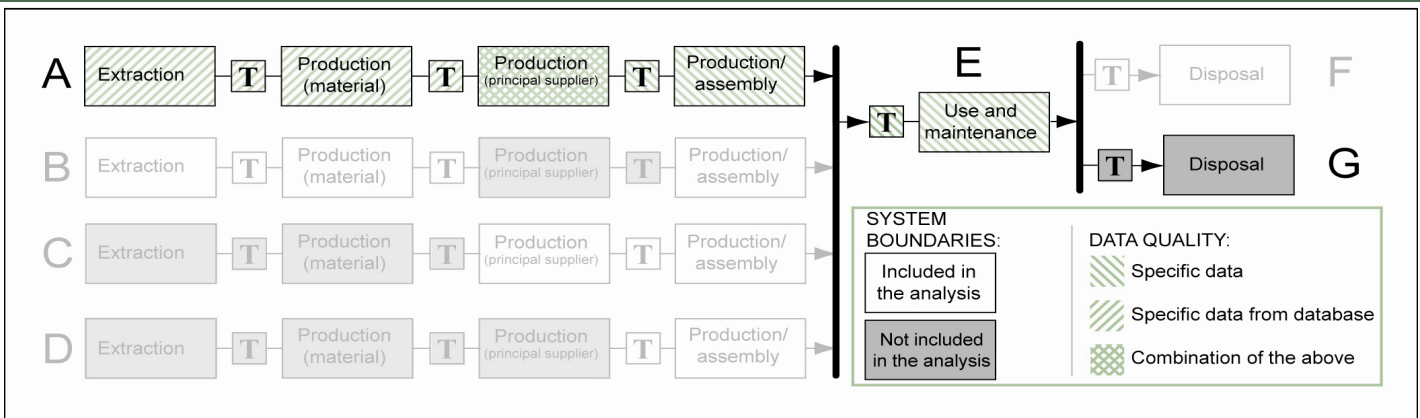 A
Extraction
T
Production
(material)
T
Production
(principal supplier)
T
Production/
assembly
E
T
Use and
maintenance
T
Disposal
F
B
Extraction
T
Production
(material)
T
Production
(principal supplier)
T
Production/
assembly
T
Disposal
G
C
Extraction
T
Production
(material)
T
Production
(principal supplier)
T
Production/
assembly
D
Extraction
T
Production
(material)
T
Production
(principal supplier)
T
Production/
assembly
SYSTEM
BOUNDARIES:
Included in
the analysis
Not included
in the analysis
DATA QUALITY:
Specific data
Specific data from database
Combination of the above